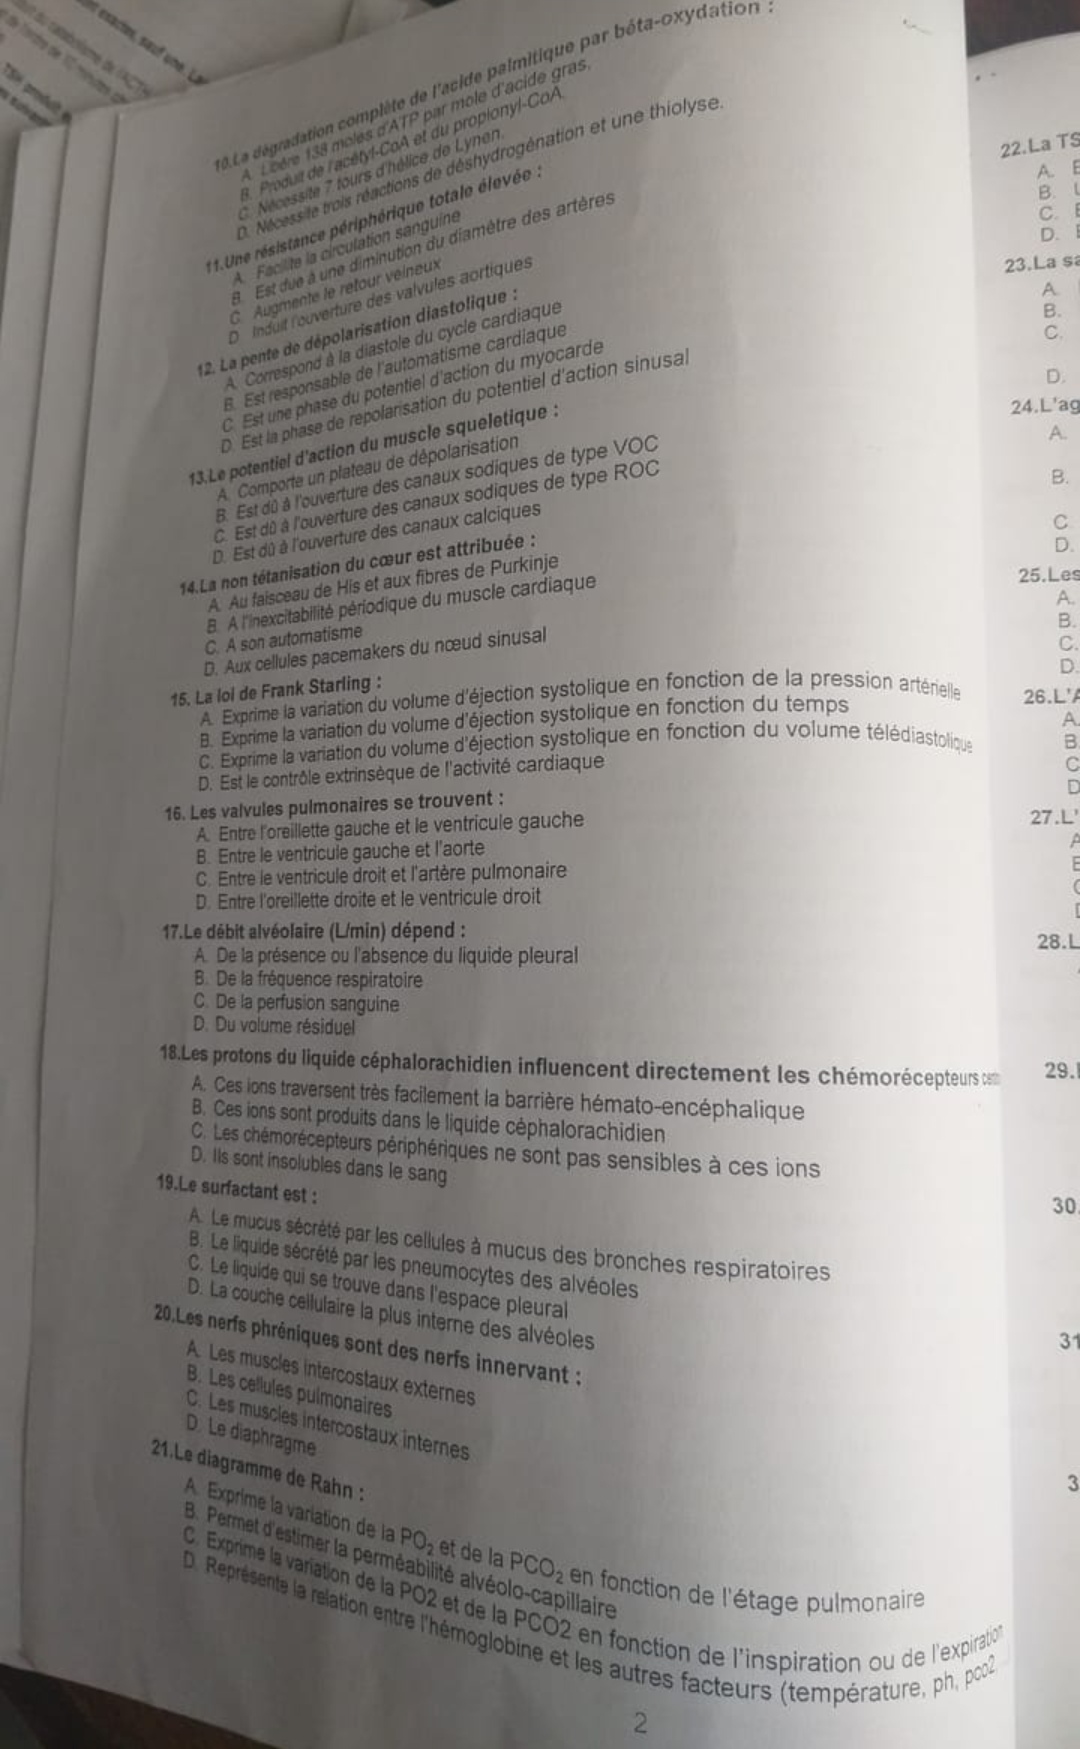 10.La dégradation complète de l'acide palmitique par béta-oxydation :
A. Libère 138 moles d'ATP par mole d'acide gras.
B. Produit de l'acétyl-CoA et du propionyl-CoA.
C. Nécessite 7 tours d'hélice de Lynen.
D. Nécessite trois réactions de déshydrogénation et une thiolyse.
11.Une résistance périphérique totale élevée :
A. Facilite la circulation sanguine
B. Est due à une diminution du diamètre des artères
C. Augmente le retour veineux
D. Induit l'ouverture des valvules aortiques
12. La pente de dépolarisation diastolique :
A. Correspond à la diastole du cycle cardiaque
B. Est responsable de l'automatisme cardiaque
C. Est une phase du potentiel d'action du myocarde
D. Est la phase de repolarisation du potentiel d'action sinusal
13.Le potentiel d'action du muscle squeletique :
A. Comporte un plateau de dépolarisation
B. Est dû à l'ouverture des canaux sodiques de type VOC
C. Est dû à l'ouverture des canaux sodiques de type ROC
D. Est dû à l'ouverture des canaux calciques
14.La non tétanisation du cœur est attribuée :
A. Au faisceau de His et aux fibres de Purkinje
B. A l'inexcitabilité périodique du muscle cardiaque
C. A son automatisme
D. Aux cellules pacemakers du nœud sinusal
15. La loi de Frank Starling :
A. Exprime la variation du volume d'éjection systolique en fonction de la pression artérielle
B. Exprime la variation du volume d'éjection systolique en fonction du temps
C. Exprime la variation du volume d'éjection systolique en fonction du volume télédiastolique
D. Est le contrôle extrinsèque de l'activité cardiaque
16. Les valvules pulmonaires se trouvent :
A. Entre l'oreillette gauche et le ventricule gauche
B. Entre le ventricule gauche et l'aorte
C. Entre le ventricule droit et l'artère pulmonaire
D. Entre l'oreillette droite et le ventricule droit
17.Le débit alvéolaire (L/min) dépend :
A. De la présence ou l'absence du liquide pleural
B. De la fréquence respiratoire
C. De la perfusion sanguine
D. Du volume résiduel
18.Les protons du liquide céphalorachidien influencent directement les chémorécepteurs
A. Ces ions traversent très facilement la barrière hémato-encéphalique
B. Ces ions sont produits dans le liquide céphalorachidien
C. Les chémorécepteurs périphériques ne sont pas sensibles à ces ions
D. Ils sont insolubles dans le sang
19.Le surfactant est :
A. Le mucus sécrété par les cellules à mucus des bronches respiratoires
B. Le liquide sécrété par les pneumocytes des alvéoles
C. Le liquide qui se trouve dans l'espace pleural
D. La couche cellulaire la plus interne des alvéoles
20.Les nerfs phréniques sont des nerfs innervant :
A. Les muscles intercostaux externes
B. Les cellules pulmonaires
C. Les muscles intercostaux internes
D. Le diaphragme
21.Le diagramme de Rahn :
A. Exprime la variation de la PO₂ et de la PCO₂ en fonction de l'étage pulmonaire
B. Permet d'estimer la perméabilité alvéolo-capillaire
C. Exprime la variation de la PO2 et de la PCO2 en fonction de l'inspiration ou de l'expiration
D. Représente la relation entre l'hémoglobine et les autres facteurs (température, ph, pco2
2
22.La TS
A.
B.
C.
D.
23.La sa
A.
B.
C.
D.
24.L'ag
A.
B.
C.
D.
25.Les
A.
B.
C.
D.
26.L'A
A.
B
C
D
27.L'
28.L
29.
30.
31
3